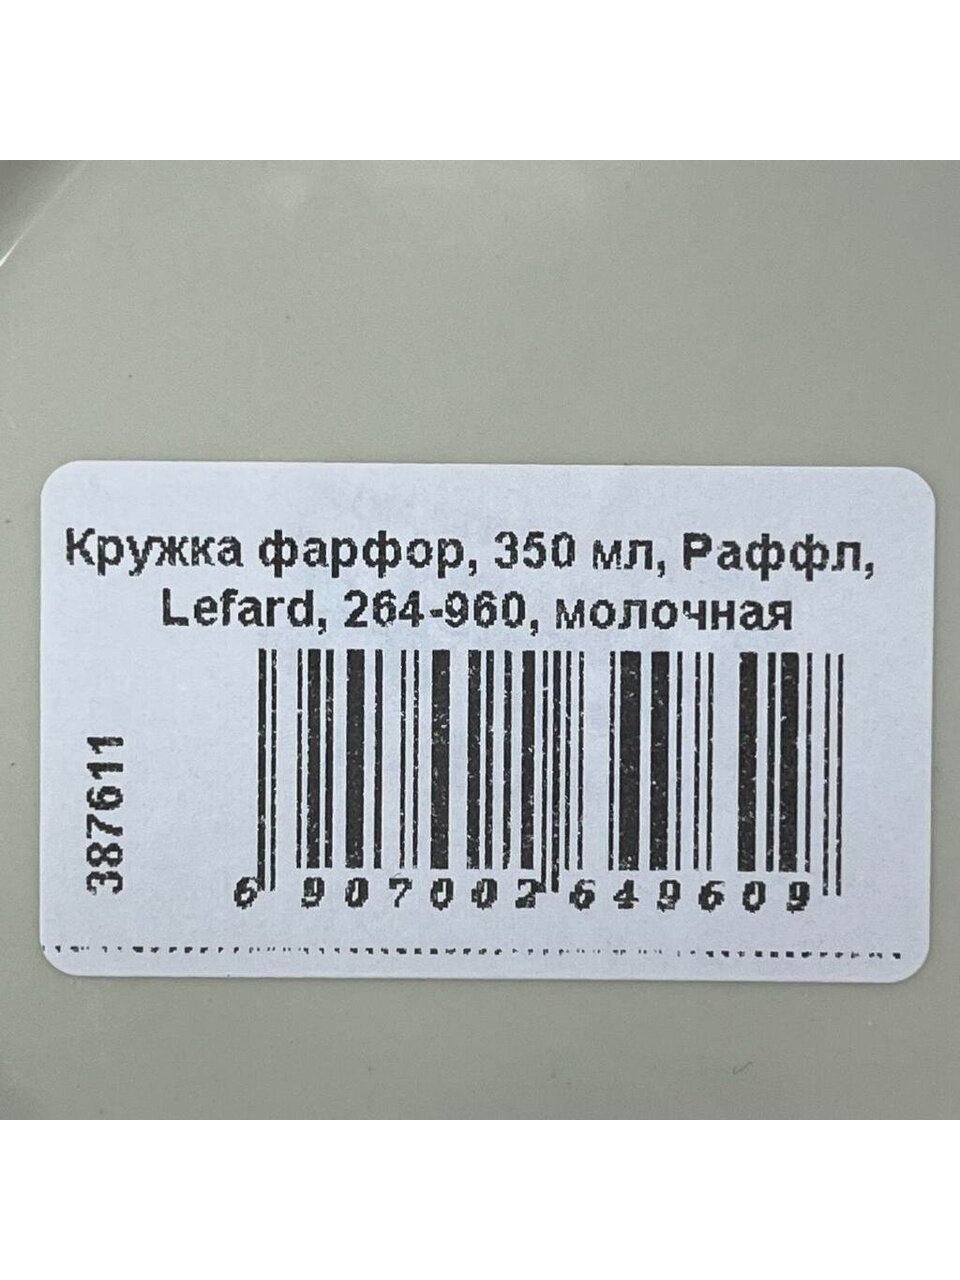 Кружка фарфор, 350 мл, Раффл,
Lefard, 264-960, молочная
387611
6 907002 649609